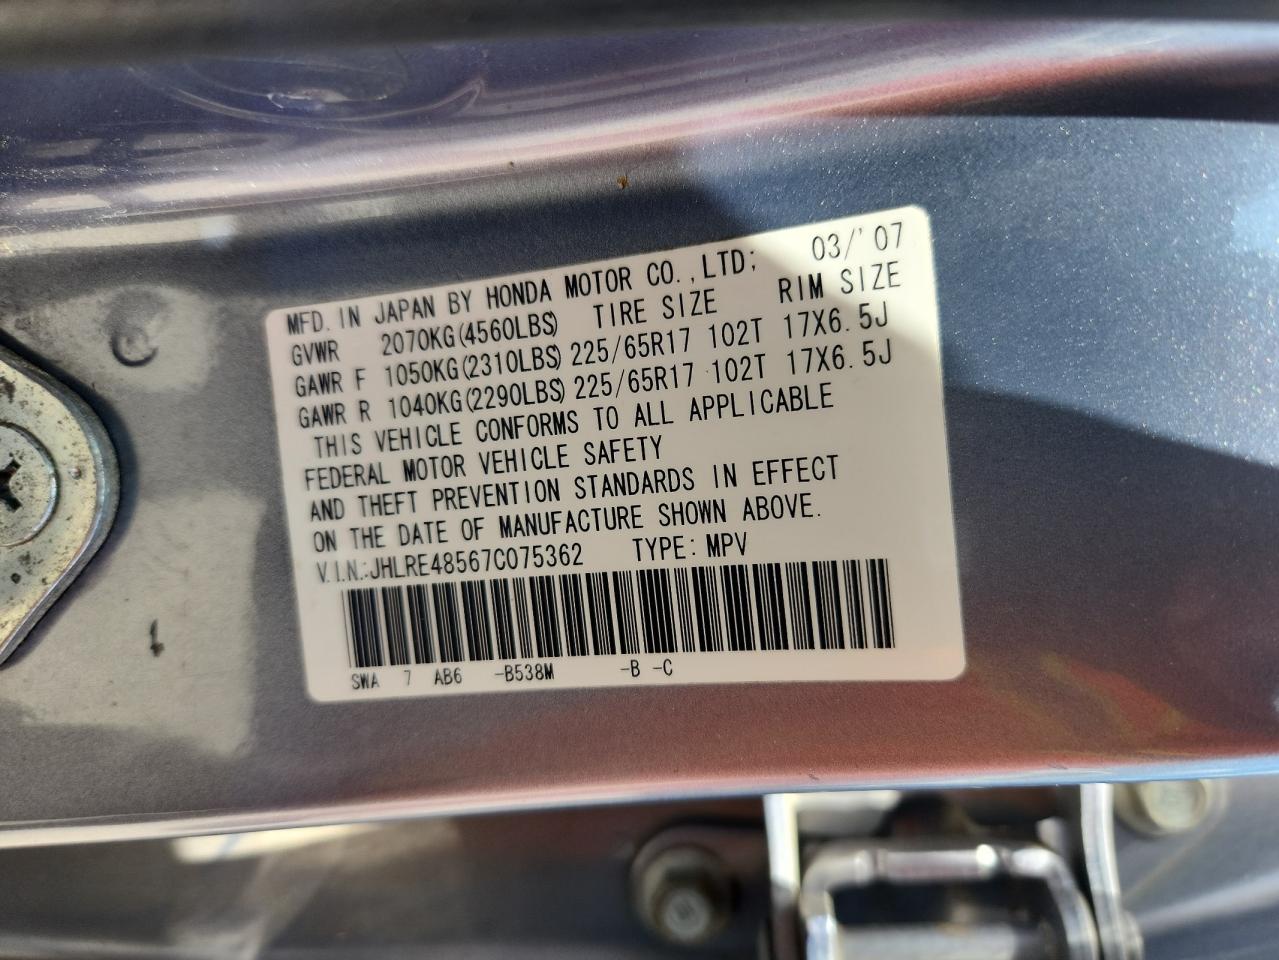 MFD. IN JAPAN BY HONDA MOTOR CO.,LTD; 03/'07
GVWR 2070KG(4560LBS) TIRE SIZE RIM SIZE
GAWR F 1050KG(2310LBS) 225/65R17 102T 17X6.5J
GAWR R 1040KG(2290LBS) 225/65R17 102T 17X6.5J
THIS VEHICLE CONFORMS TO ALL APPLICABLE
FEDERAL MOTOR VEHICLE SAFETY
AND THEFT PREVENTION STANDARDS IN EFFECT
ON THE DATE OF MANUFACTURE SHOWN ABOVE.
V.I.N.:JHLRE48567C075362 TYPE:MPV
SWA 7 AB6 -B538M -B -C